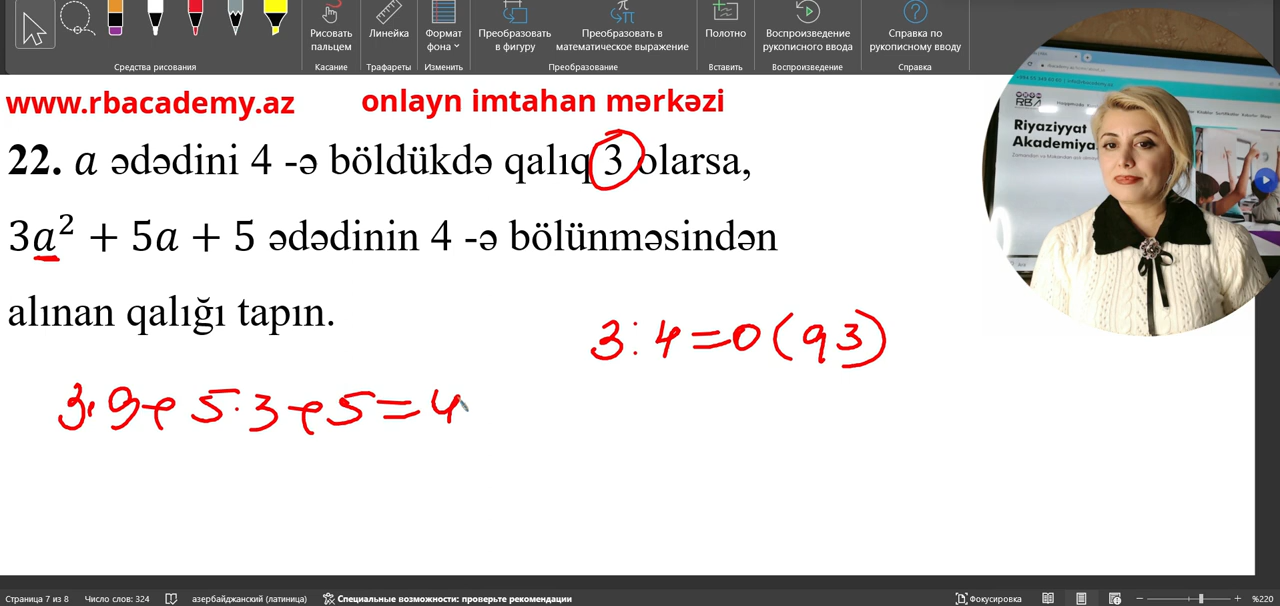 Рисовать пальцем
Линейка
Формат фона
Преобразовать в фигуру
Преобразовать в математическое выражение
Полотно
Воспроизведение рукописного ввода
Справка по рукописному вводу
Средства рисования
Касание
Трафареты
Изменить
Преобразование
Вставить
Воспроизведение
Справка
www.rbacademy.az onlayn imtahan mərkəzi
22. a ədədini 4 -ə böldükdə qalıq 3 olarsa,
3a² + 5a + 5 ədədinin 4 -ə bölünməsindən
alınan qalığı tapın.
3:4=0(q3)
3·9+5·3+5=4
RBA
Riyaziyyat
Akademiya
Страница 7 из 8
Число слов: 324
азербайджанский (латиница)
Специальные возможности: проверьте рекомендации
Фокусировка
%220